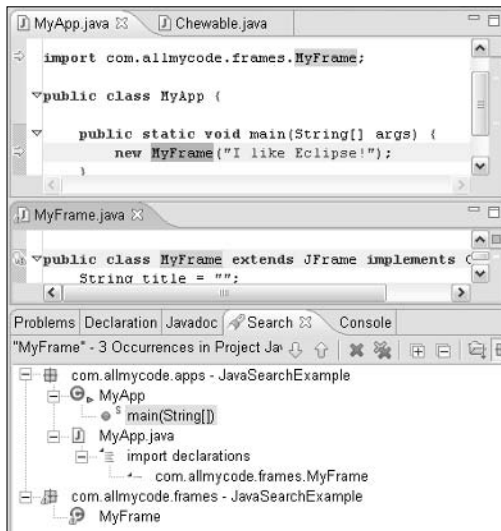 MyApp.java Chewable.java
import com.allmycode.frames.MyFrame;
public class MyApp {
public static void main(String[] args) {
new MyFrame("I like Eclipse!");
}
MyFrame.java
public class MyFrame extends JFrame implements C
String title = "";
Problems Declaration Javadoc Search Console
"MyFrame" - 3 Occurrences in Project Jav
com.allmycode.apps - JavaSearchExample
MyApp
main(String[])
MyApp.java
import declarations
com.allmycode.frames.MyFrame
com.allmycode.frames - JavaSearchExample
MyFrame